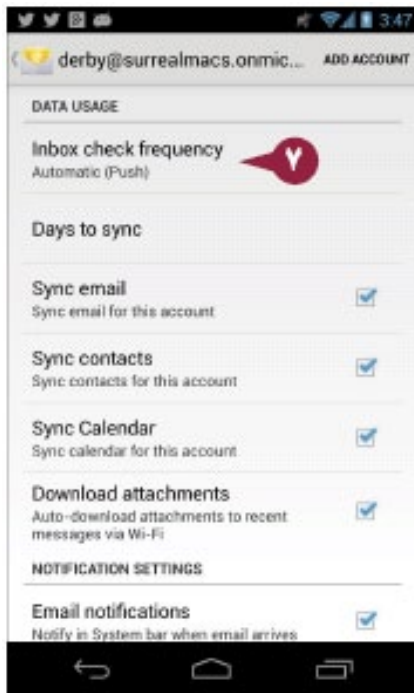 3:47
derby@surrealmacs.onmic... ADD ACCOUNT
DATA USAGE
Inbox check frequency
Automatic (Push)
٧
Days to sync
Sync email
Sync email for this account
Sync contacts
Sync contacts for this account
Sync Calendar
Sync calendar for this account
Download attachments
Auto-download attachments to recent
messages via Wi-Fi
NOTIFICATION SETTINGS
Email notifications
Notify in System bar when email arrives